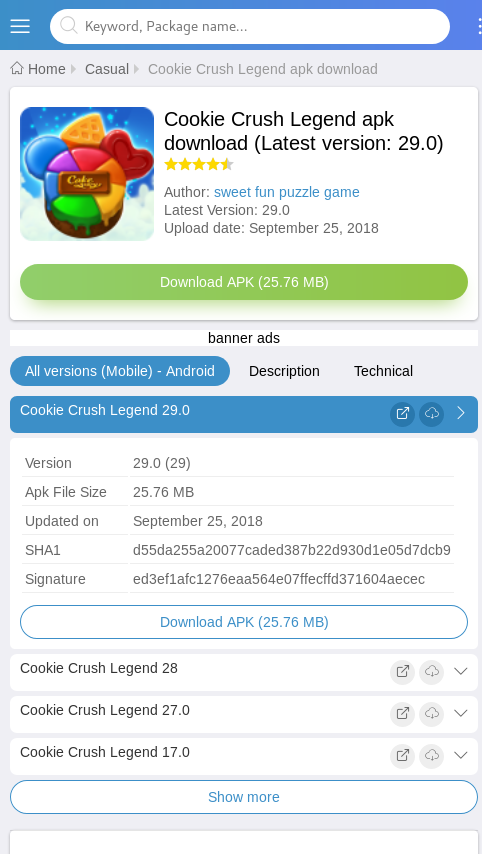 Keyword, Package name...
Home Casual Cookie Crush Legend apk download
Cookie Crush Legend apk
download (Latest version: 29.0)
Author: sweet fun puzzle game
Latest Version: 29.0
Upload date: September 25, 2018
Download APK (25.76 MB)
banner ads
All versions (Mobile) - Android Description Technical
Cookie Crush Legend 29.0
Version 29.0 (29)
Apk File Size 25.76 MB
Updated on September 25, 2018
SHA1 d55da255a20077caded387b22d930d1e05d7dcb9
Signature ed3ef1afc1276eaa564e07ffecffd371604aecec
Download APK (25.76 MB)
Cookie Crush Legend 28
Cookie Crush Legend 27.0
Cookie Crush Legend 17.0
Show more